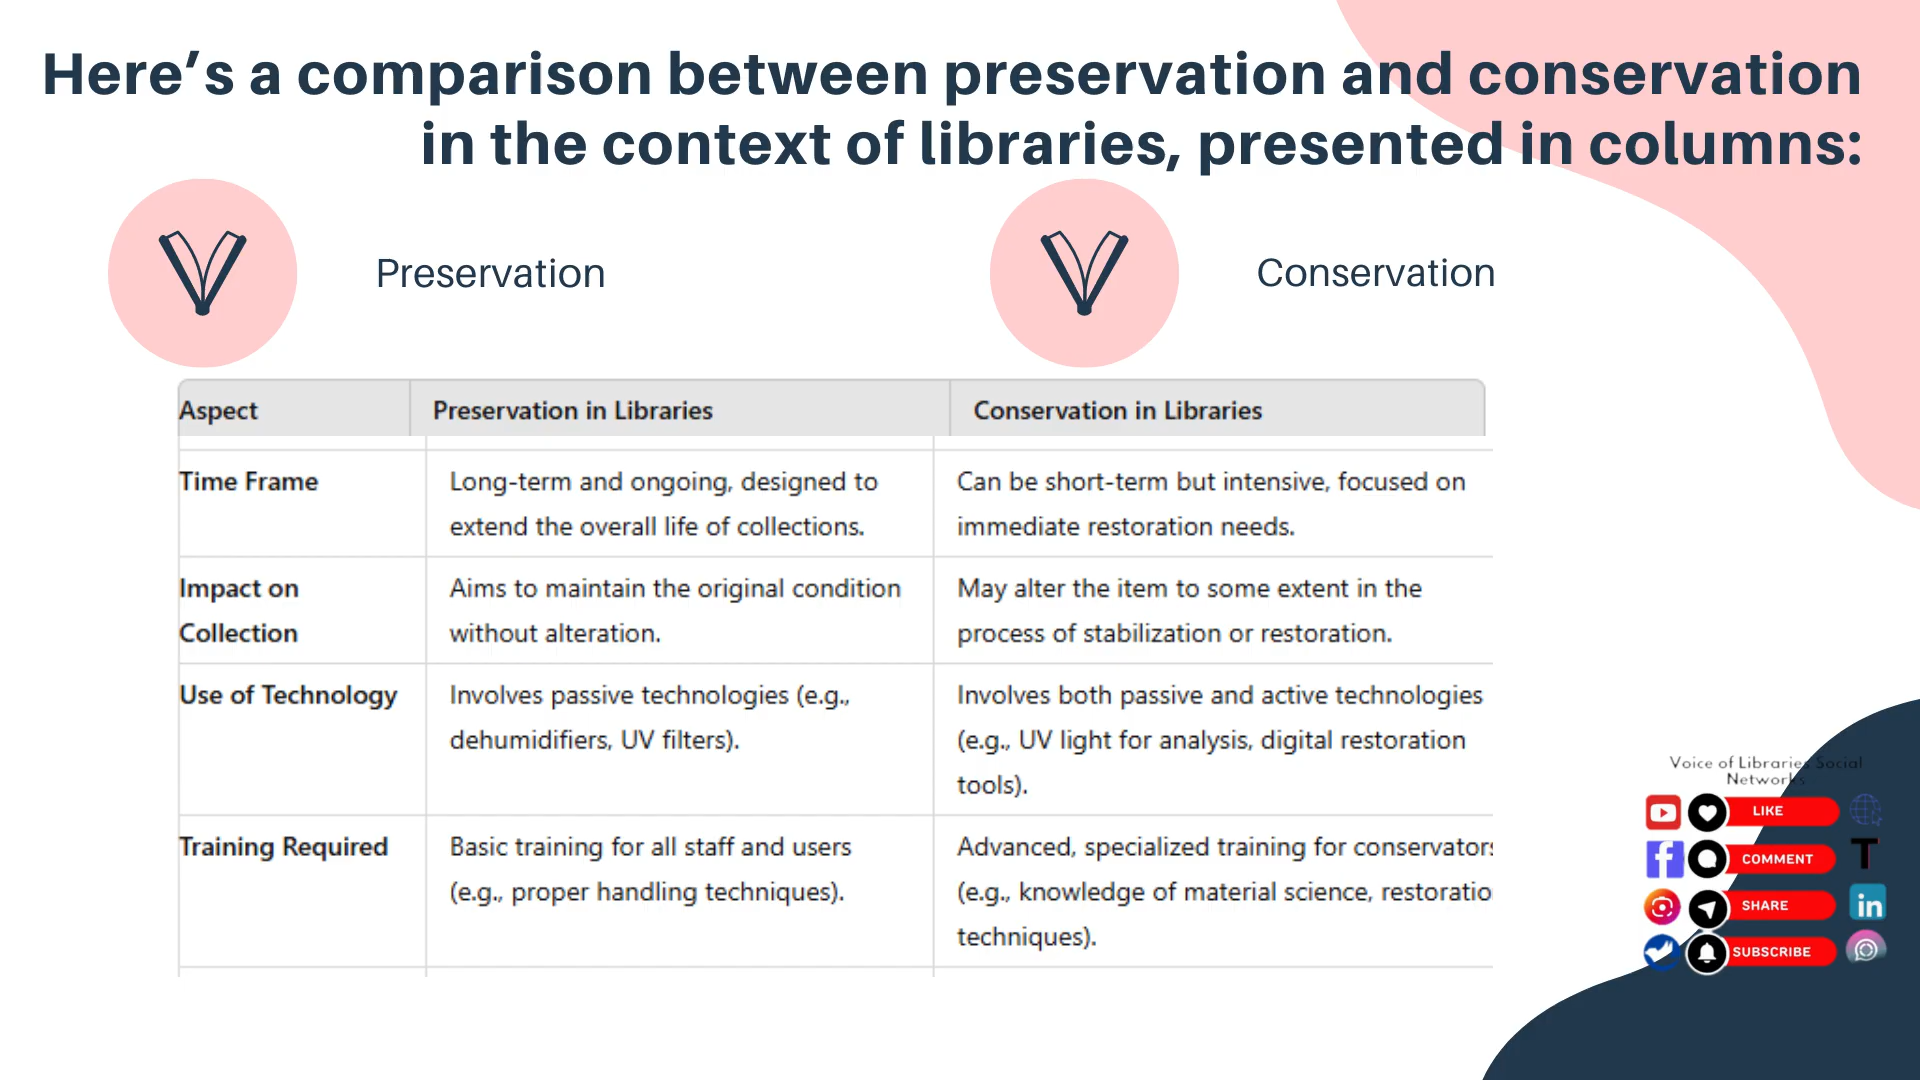 Here’s a comparison between preservation and conservation
in the context of libraries, presented in columns:
Preservation
Conservation
Aspect
Preservation in Libraries
Conservation in Libraries
Time Frame
Long-term and ongoing, designed to
extend the overall life of collections.
Can be short-term but intensive, focused on
immediate restoration needs.
Impact on
Collection
Aims to maintain the original condition
without alteration.
May alter the item to some extent in the
process of stabilization or restoration.
Use of Technology
Involves passive technologies (e.g.,
dehumidifiers, UV filters).
Involves both passive and active technologies
(e.g., UV light for analysis, digital restoration
tools).
Training Required
Basic training for all staff and users
(e.g., proper handling techniques).
Advanced, specialized training for conservators
(e.g., knowledge of material science, restoratio
techniques).
Voice of Libraries Social
Networks
LIKE
COMMENT
SHARE
SUBSCRIBE